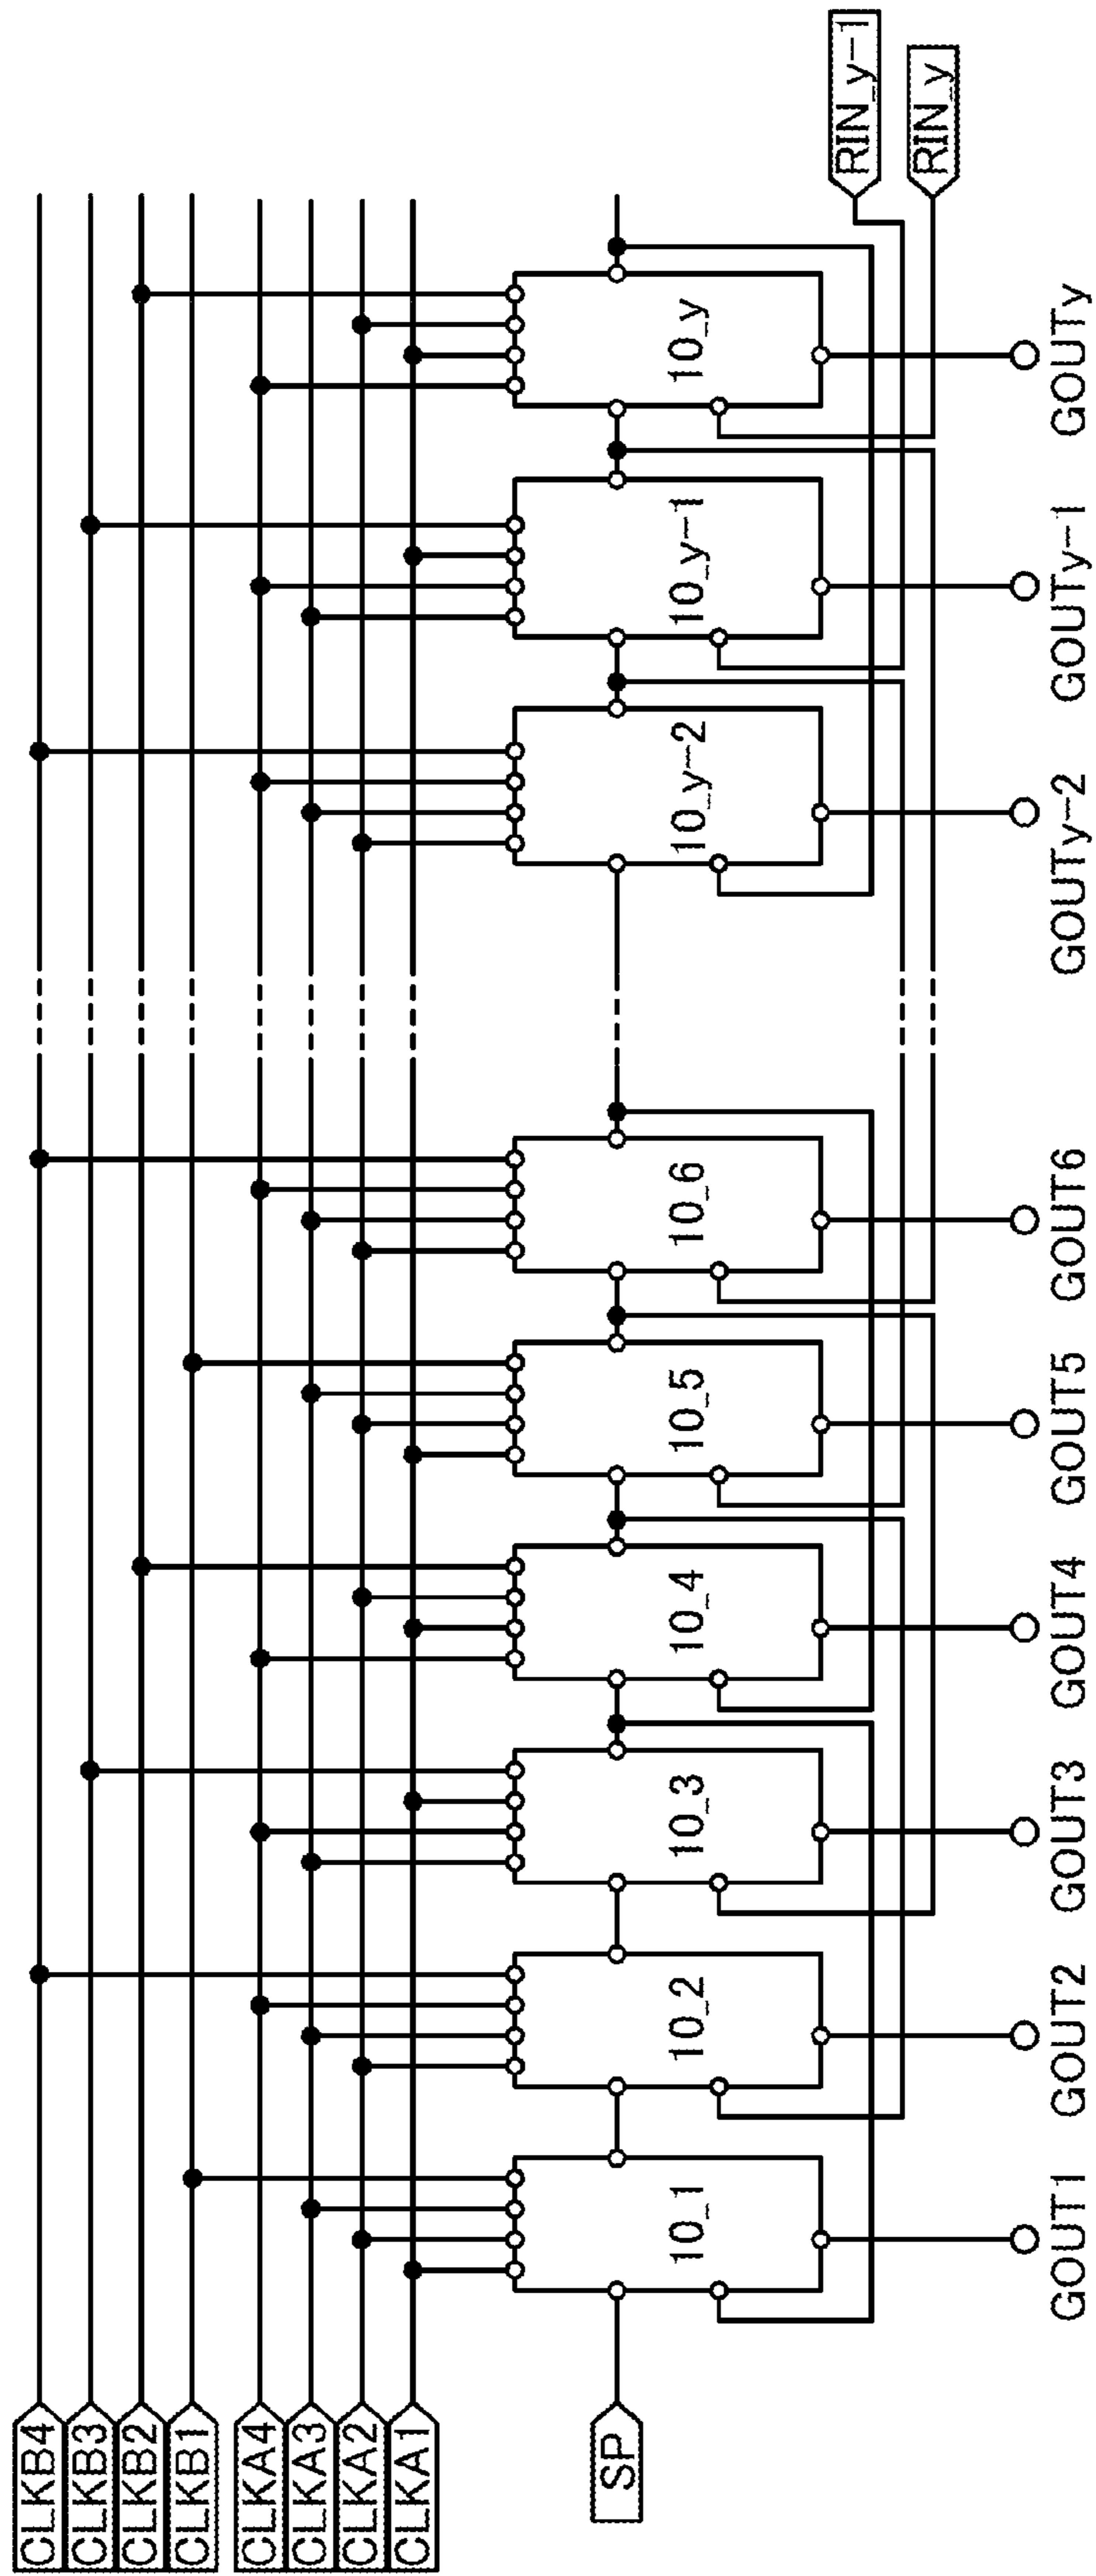 CLKB4
CLKB3
CLKB2
CLKB1
CLKA4
CLKA3
CLKA2
CLKA1
SP
10_1
10_2
10_3
10_4
10_5
10_6
10_y-2
10_y-1
10_y
RIN_y-1
RIN_y
GOUT1
GOUT2
GOUT3
GOUT4
GOUT5
GOUT6
GOUTy-2
GOUTy-1
GOUTy